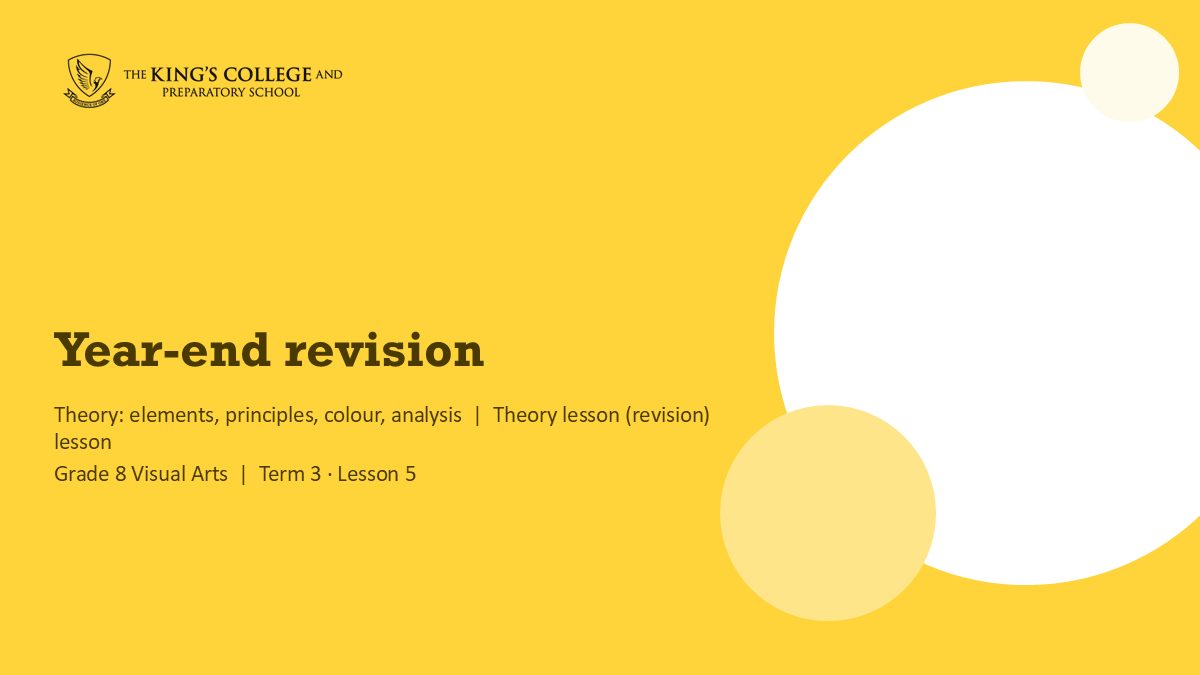 THE KING'S COLLEGE AND
PREPARATORY SCHOOL
Year-end revision
Theory: elements, principles, colour, analysis | Theory lesson (revision)
lesson
Grade 8 Visual Arts | Term 3 · Lesson 5